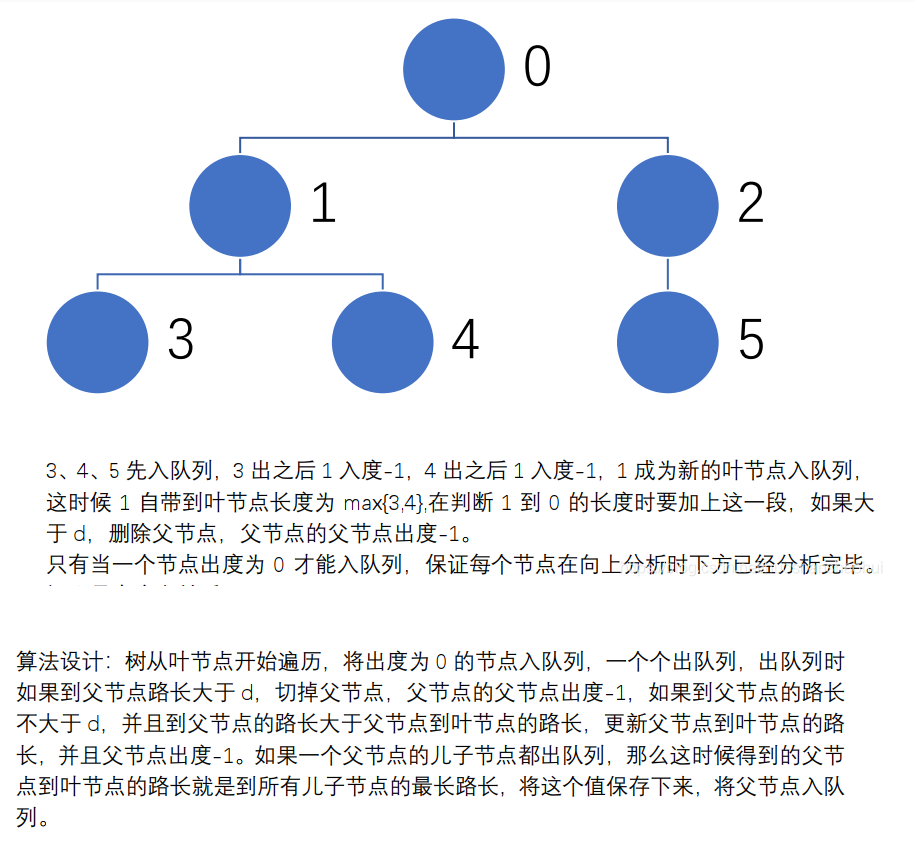 0
1
2
3
4
5
3、4、5 先入队列，3 出之后 1 入度-1，4 出之后 1 入度-1，1 成为新的叶节点入队列，
这时候 1 自带到叶节点长度为 max{3,4},在判断 1 到 0 的长度时要加上这一段，如果大
于 d，删除父节点，父节点的父节点出度-1。
只有当一个节点出度为 0 才能入队列，保证每个节点在向上分析时下方已经分析完毕。
算法设计：树从叶节点开始遍历，将出度为 0 的节点入队列，一个个出队列，出队列时
如果到父节点路长大于 d，切掉父节点，父节点的父节点出度-1，如果到父节点的路长
不大于 d，并且到父节点的路长大于父节点到叶节点的路长，更新父节点到叶节点的路
长，并且父节点出度-1。如果一个父节点的儿子节点都出队列，那么这时候得到的父节
点到叶节点的路长就是到所有儿子节点的最长路长，将这个值保存下来，将父节点入队
列。